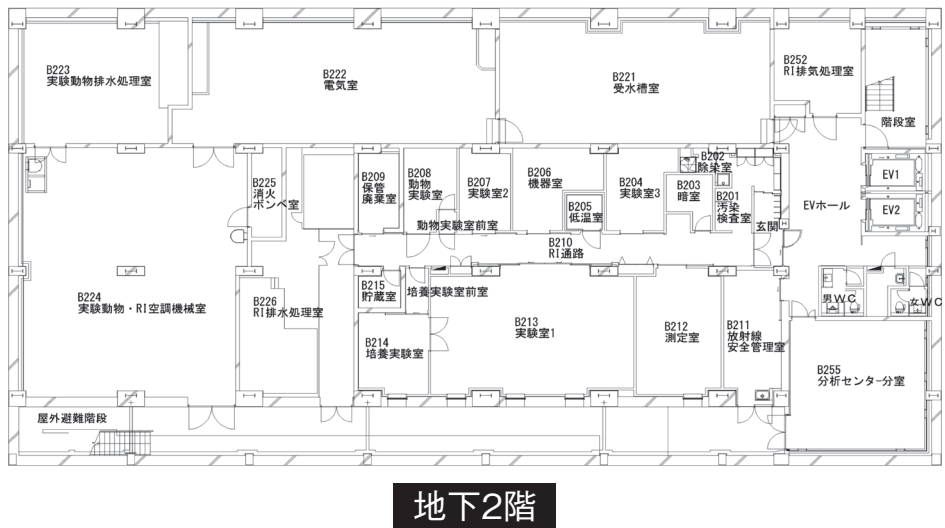 B223
実験動物排水処理室
B222
電気室
B221
受水槽室
B252
RI排気処理室
階段室
B225
消火
ボンベ室
B209
保管
廃棄室
B208
動物
実験室
B207
実験2
B206
機器室
B205
低温室
B204
実験室3
B203
暗室
B202
除染室
B201
汚染
検査室
玄関
EVホール
EV1
EV2
動物実験室前室
B210
RI通路
B224
実験動物・RI空調機械室
B226
RI排水処理室
B215
貯蔵室
培養実験室前室
B214
培養実験室
B213
実験室1
B212
測定室
B211
放射線
安全管理室
男WC
女WC
B255
分析センタｰ分室
屋外避難階段
地下2階